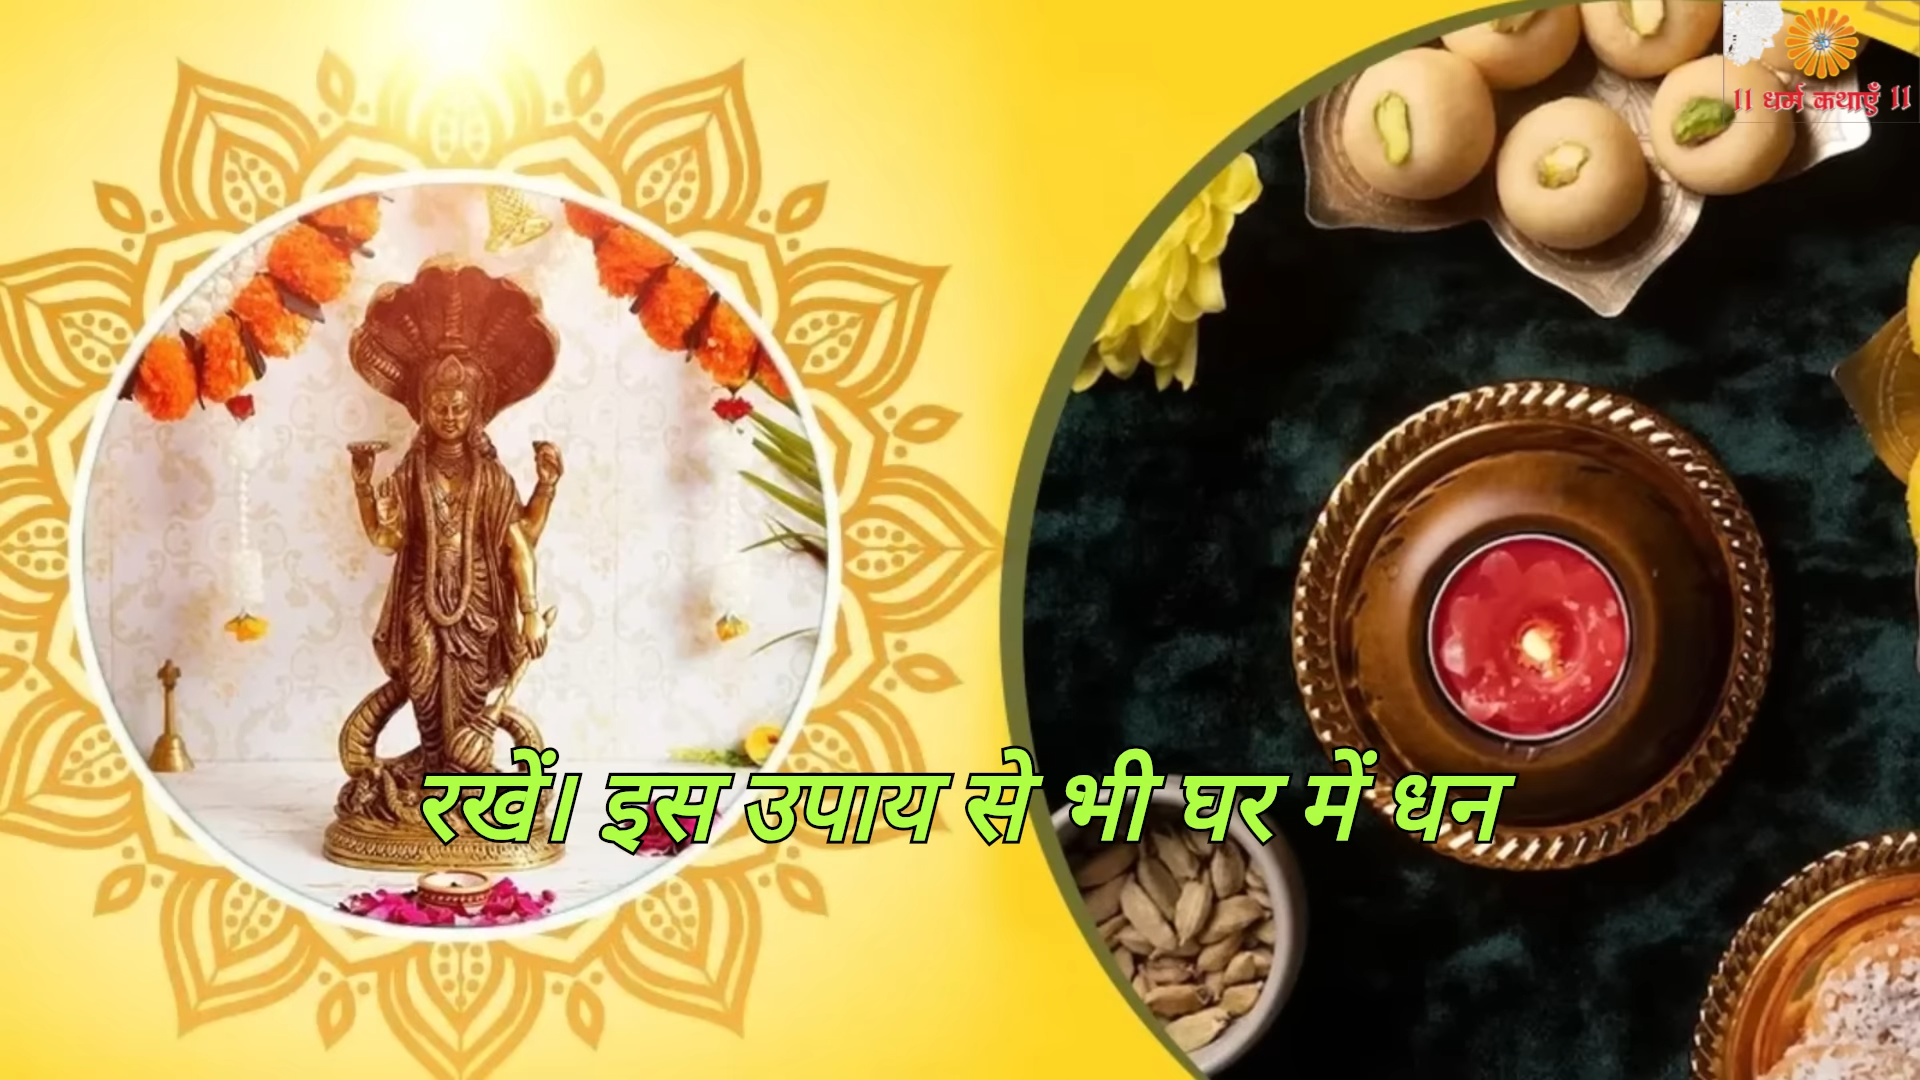 ॥ धर्म कथाएँ ॥
रखें। इस उपाय से भी घर में धन